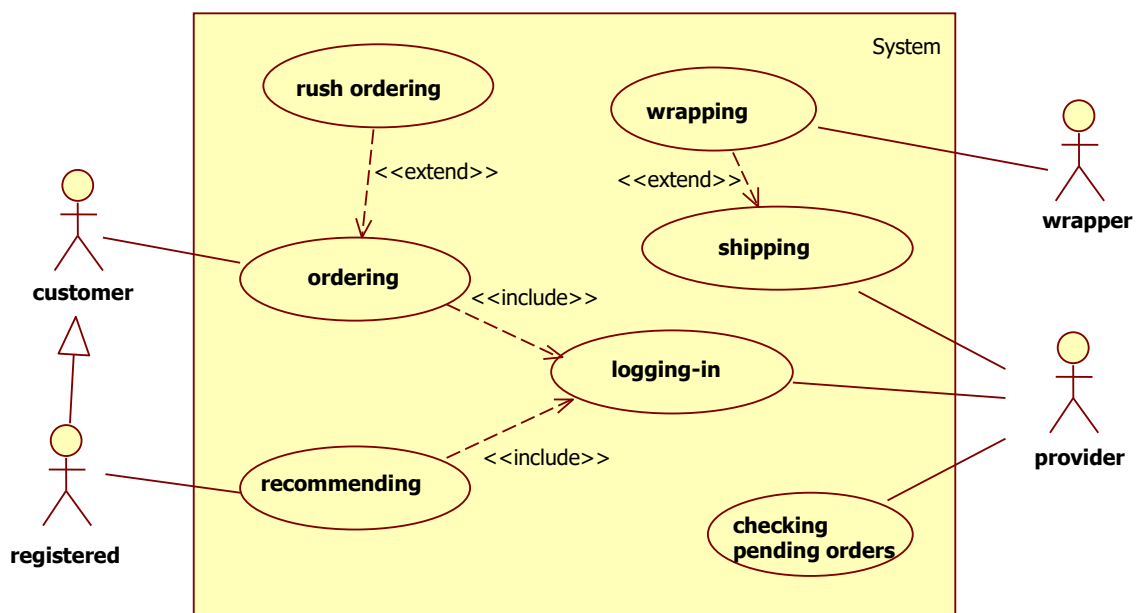 System
rush ordering
wrapping
<<extend>>
<<extend>>
wrapper
customer
ordering
shipping
<<include>>
logging-in
<<include>>
provider
recommending
registered
checking
pending orders